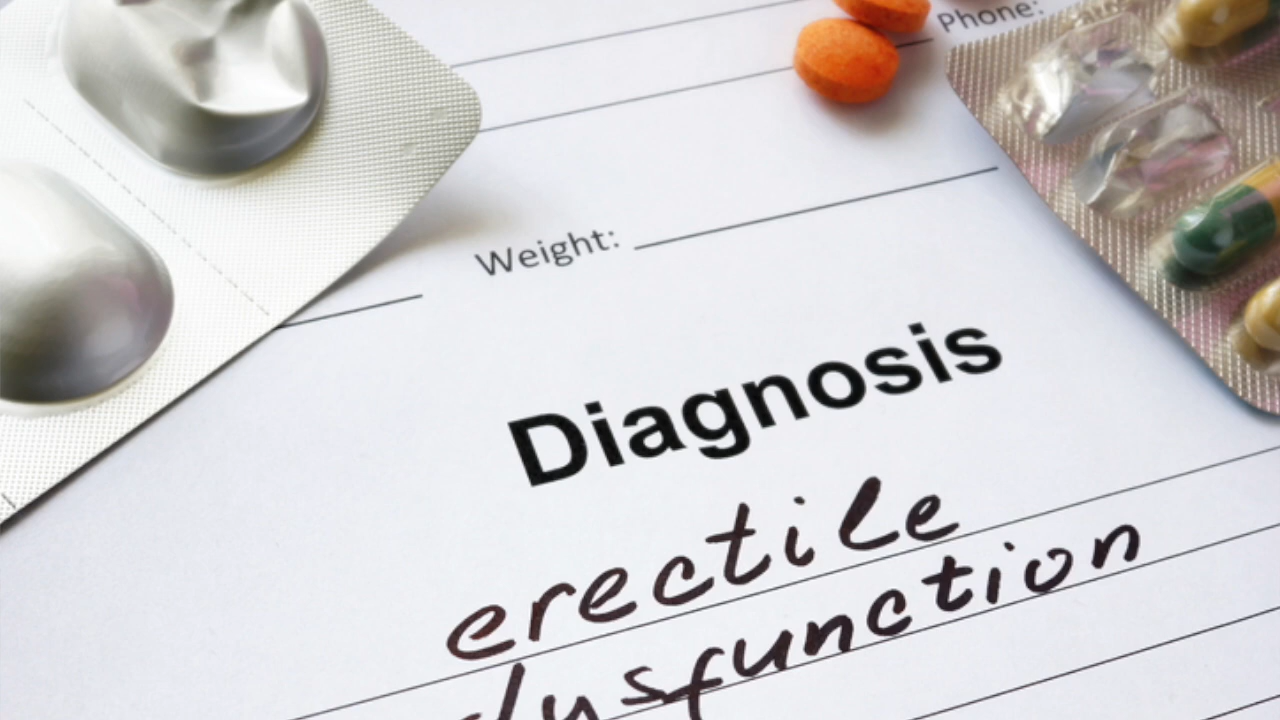 Phone:
Weight:
Diagnosis
erectile
dysfunction